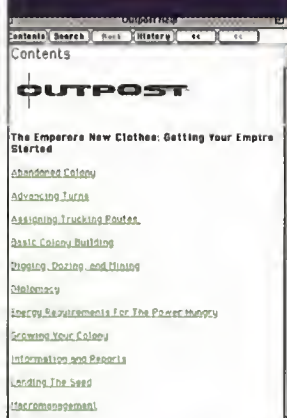 Outpost Help
Contents Search Back History << <<
Contents
OUTPOST
The Emperors New Clothes: Getting Your Empire
Started
Abandoned Colony
Advancing Turns
Assigning Trucking Routes
Basic Colony Building
Digging, Dozing, and Mining
Diplomacy
Energy Requirements For The Power Hungry
Growing Your Colony
Information and Reports
Landing The Seed
Macromanagement